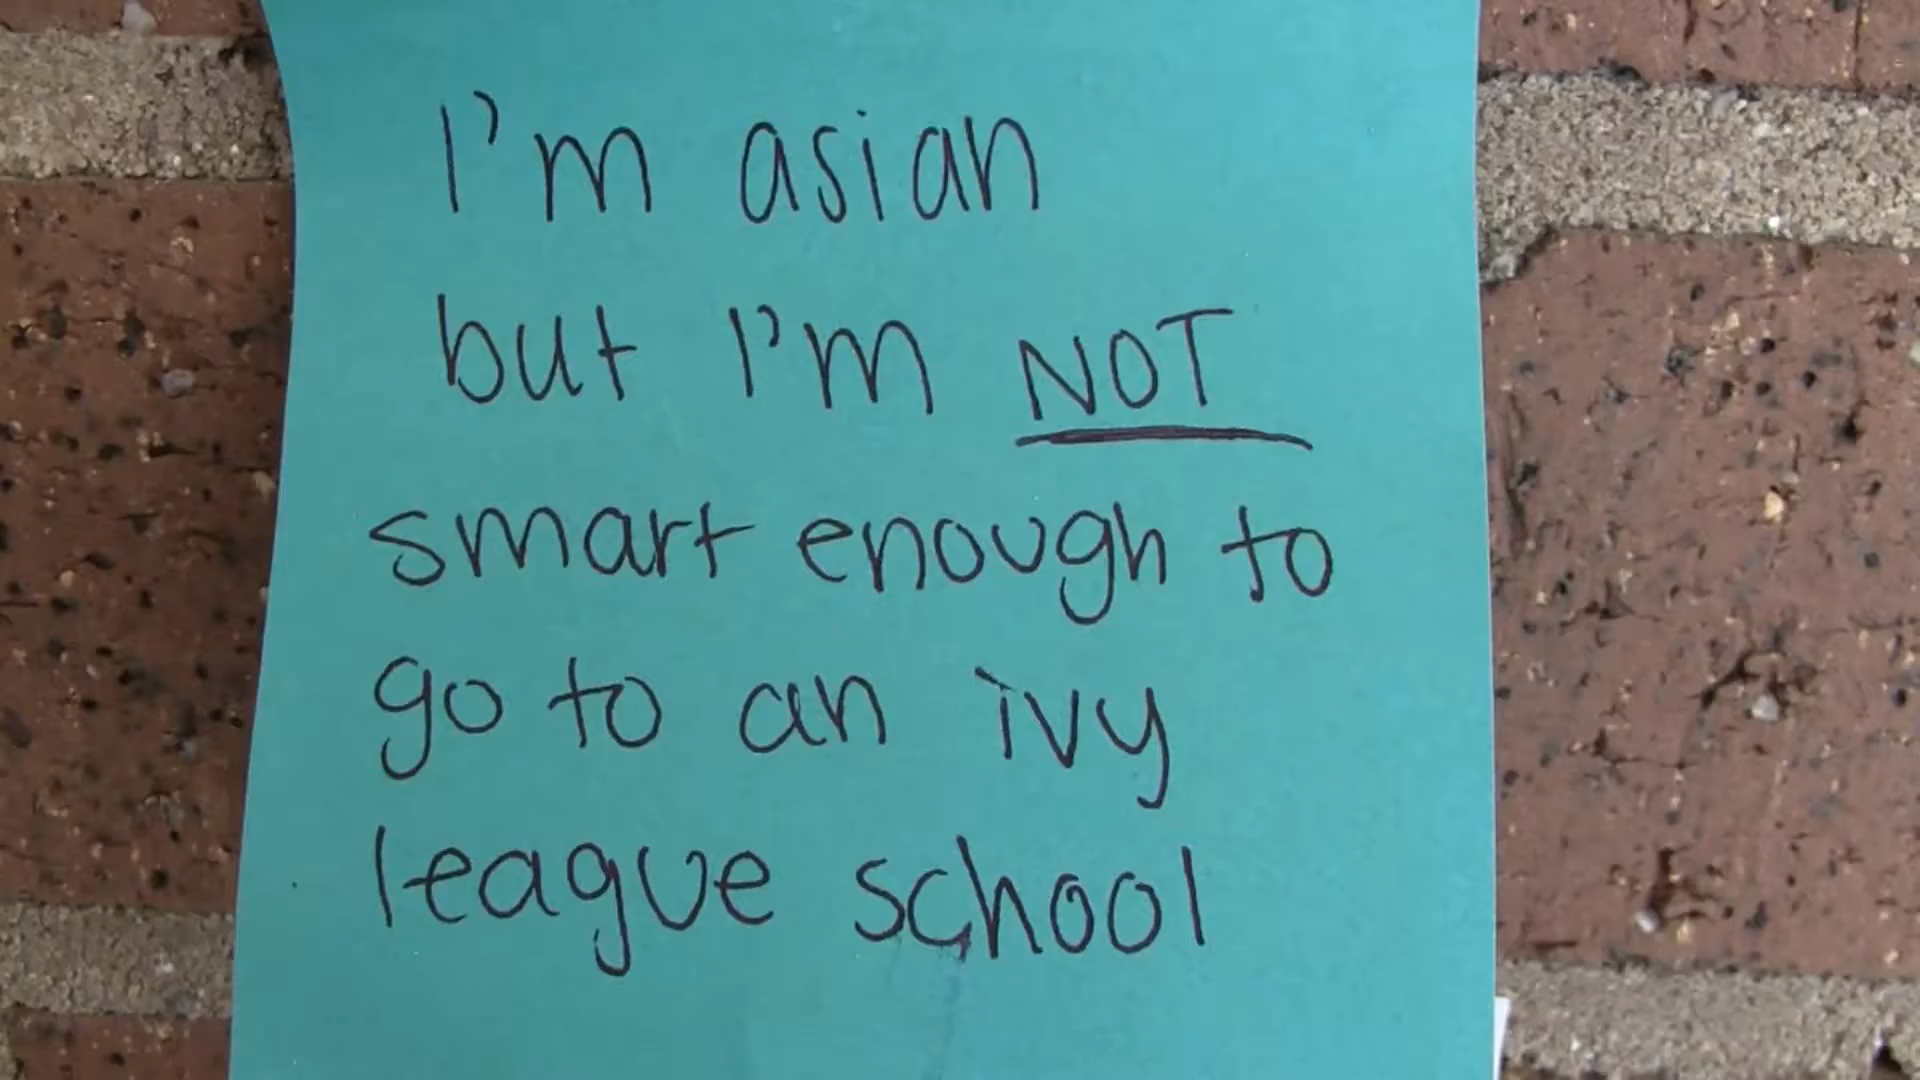 I'm asian
but I'm NOT
smart enough to
go to an ivy
league school